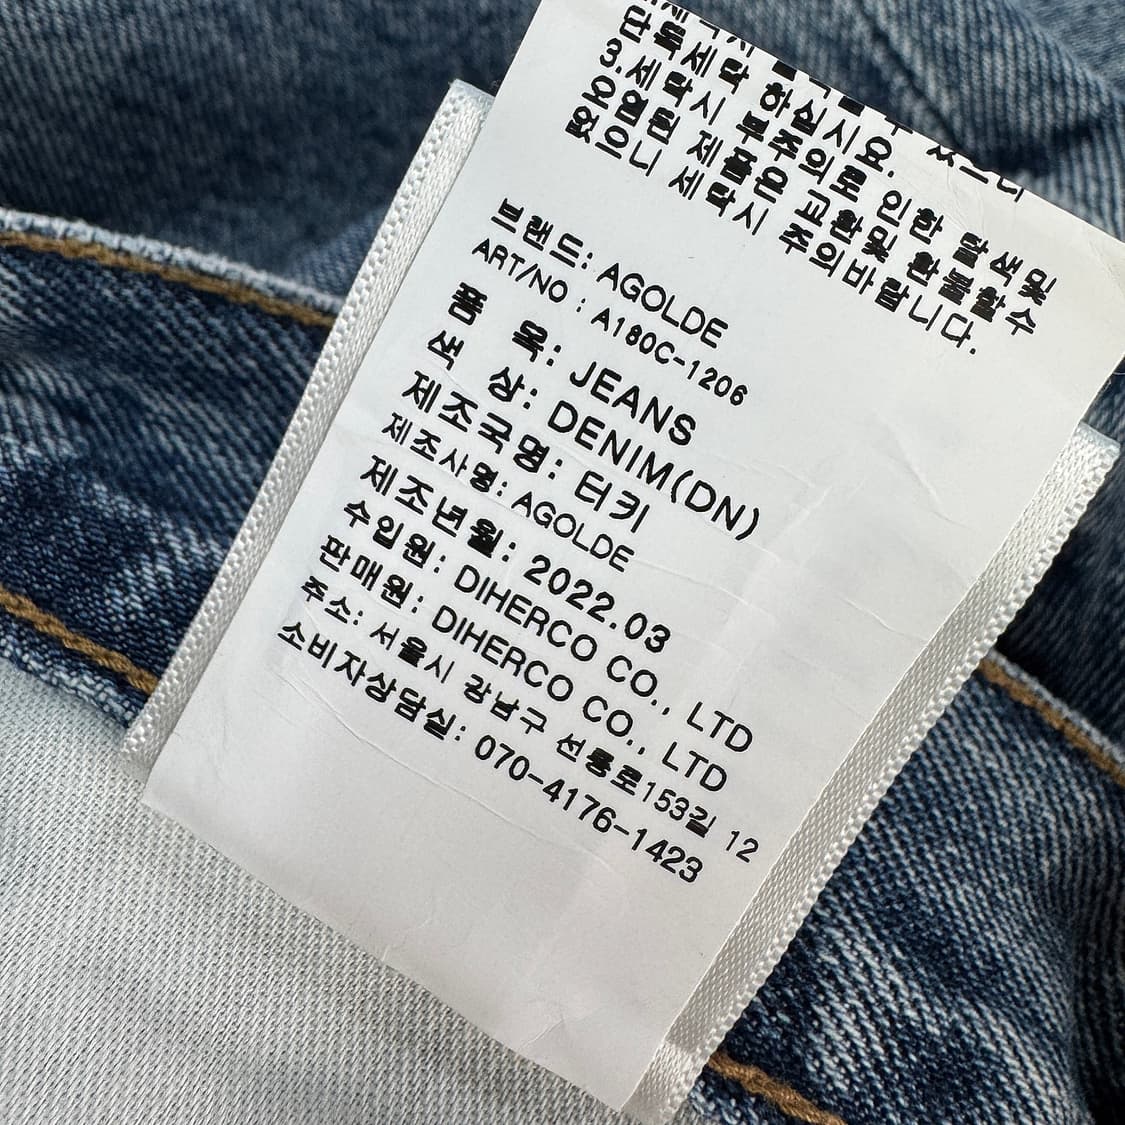 단독세탁 하십시요.
3.세탁시 부주의로 인한 탈색및
오염된 제품은 교환및 환불할수
없으니 세탁시 주의바랍니다.
브랜드: AGOLDE
ART/NO : A180C-1206
품 목: JEANS
색 상: DENIM(DN)
제조국명: 터키
제조사명: AGOLDE
제조년월: 2022.03
수입원: DIHERCO CO., LTD
판매원: DIHERCO CO., LTD
주소: 서울시 강남구 선릉로153길 12
소비자상담실: 070-4176-1423